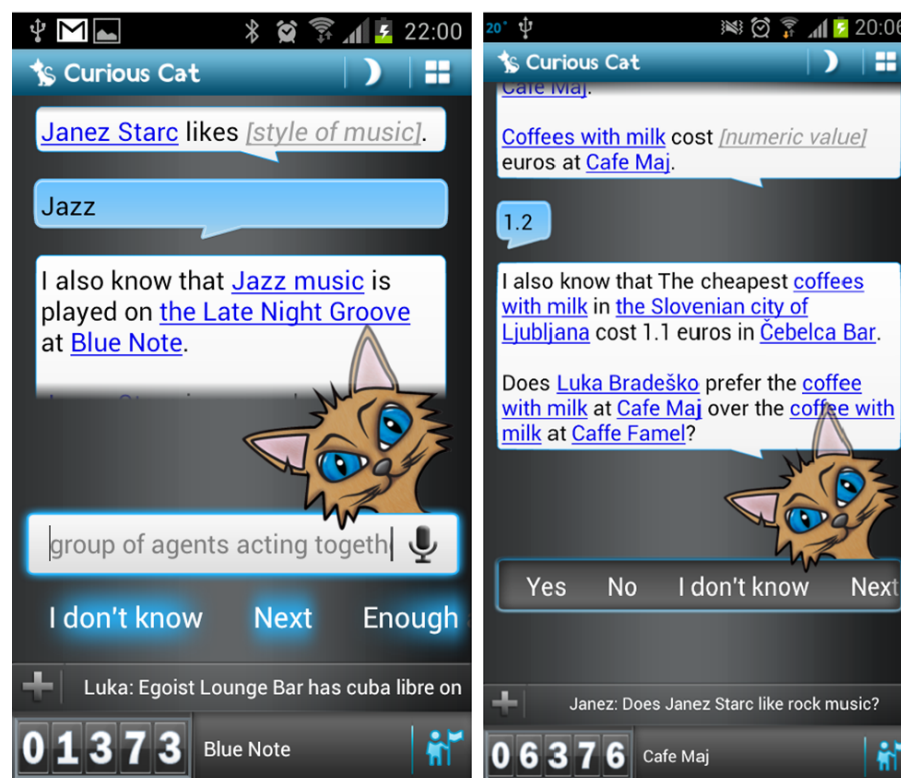 22:00
Curious Cat
Janez Starc likes [style of music].
Jazz
I also know that Jazz music is
played on the Late Night Groove
at Blue Note.
group of agents acting togeth
I don't know Next Enough
Luka: Egoist Lounge Bar has cuba libre on
01373 Blue Note
20° 20:06
Curious Cat
Cafe Maj.
Coffees with milk cost [numeric value]
euros at Cafe Maj.
1.2
I also know that The cheapest coffees
with milk in the Slovenian city of
Ljubljana cost 1.1 euros in Čebelca Bar.
Does Luka Bradeško prefer the coffee
with milk at Cafe Maj over the coffee with
milk at Caffe Famel?
Yes No I don't know Next
Janez: Does Janez Starc like rock music?
06376 Cafe Maj